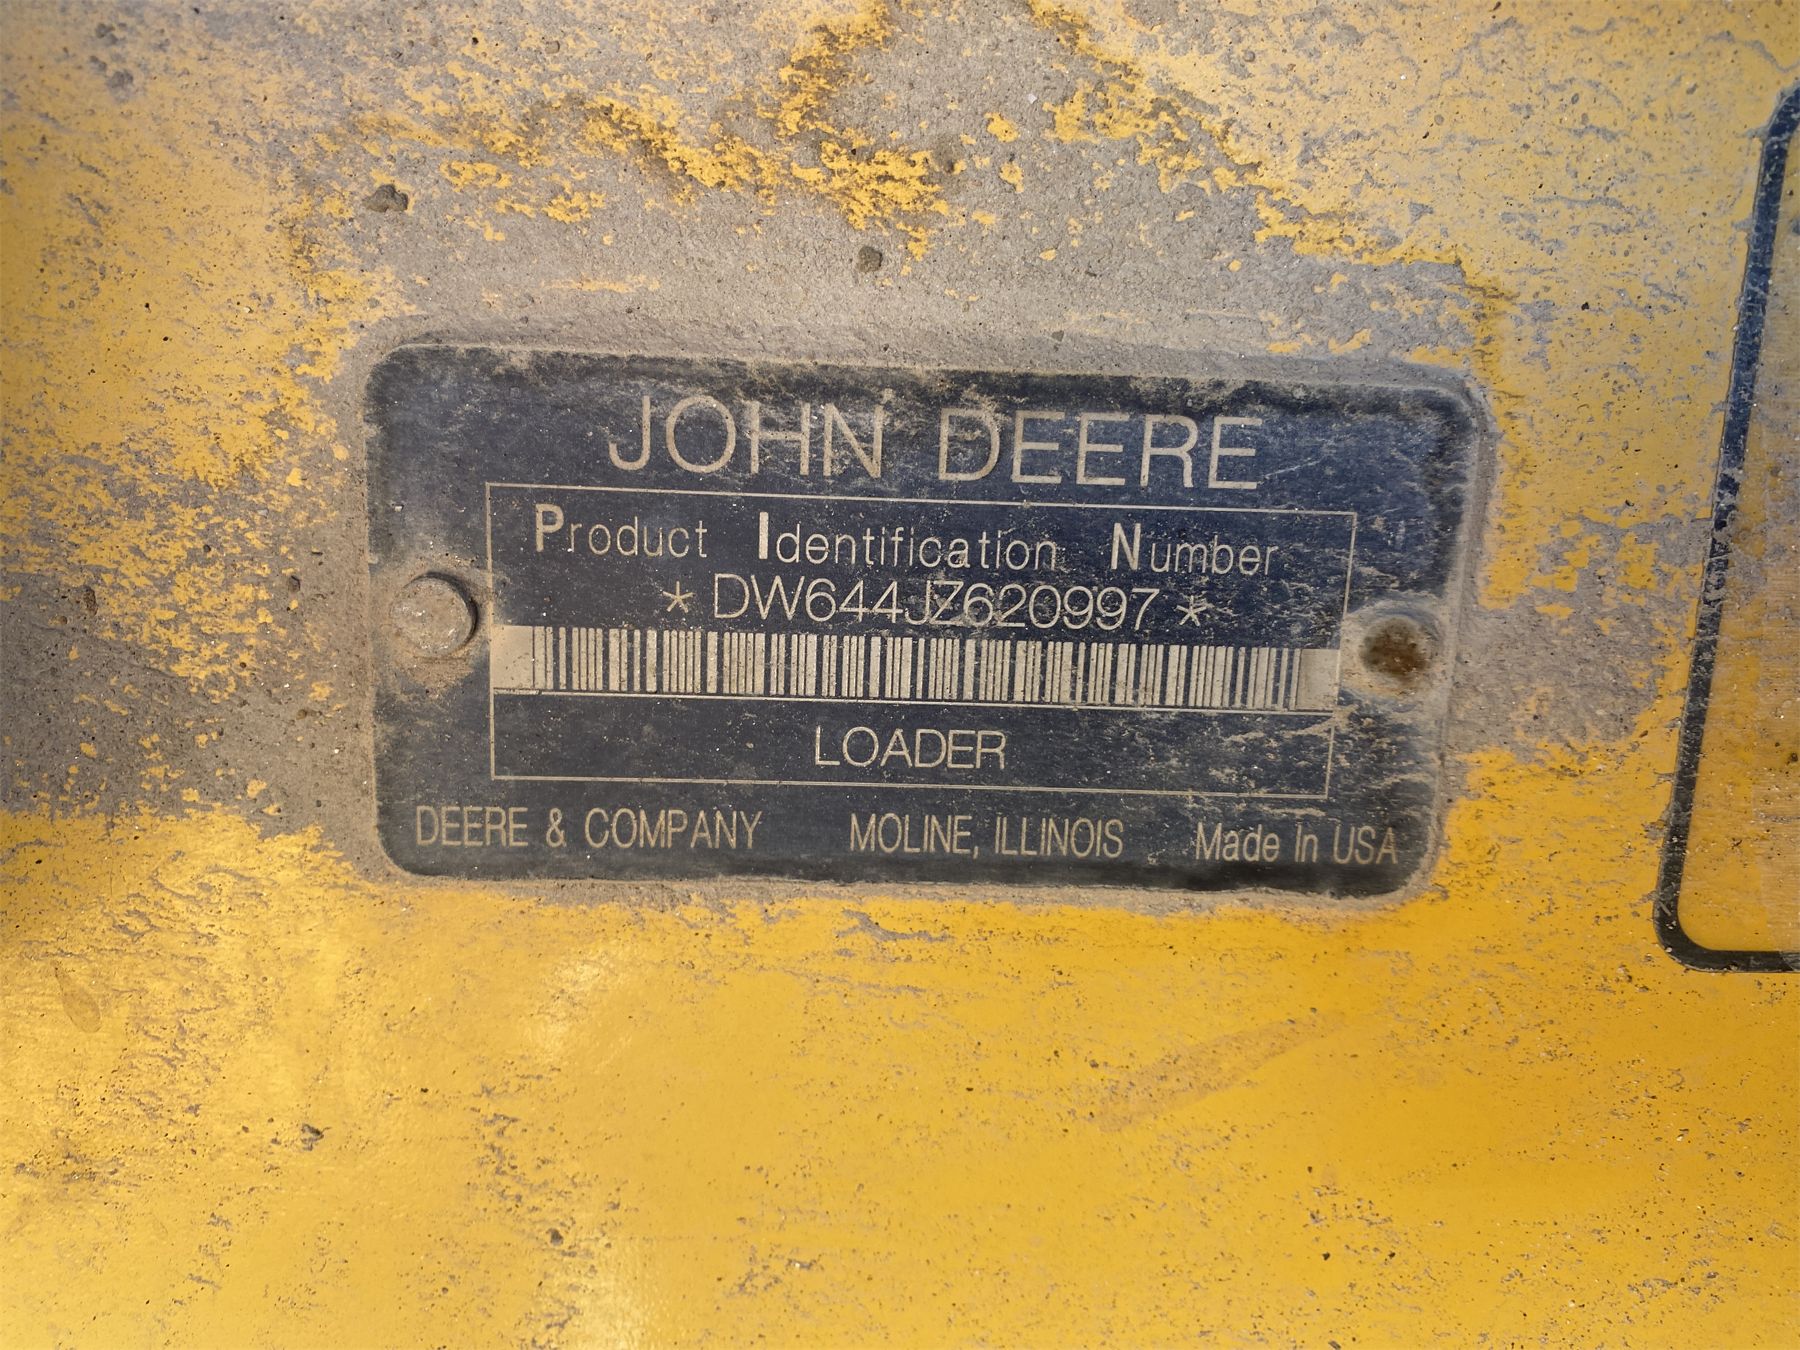 JOHN DEERE
Product Identification Number
* DW644JZ620997 *
LOADER
DEERE & COMPANY MOLINE, ILLINOIS Made In USA